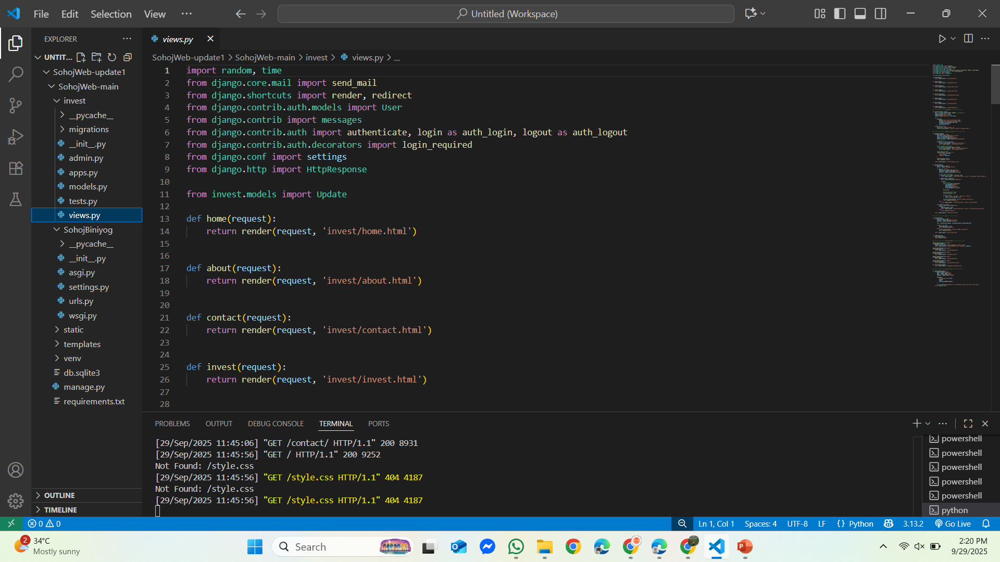 File Edit Selection View ···
Untitled (Workspace)
EXPLORER
UNTIT...
SohojWeb-update1
SohojWeb-main
invest
__pycache__
migrations
__init__.py
admin.py
apps.py
models.py
tests.py
views.py
SohojBiniyog
__pycache__
__init__.py
asgi.py
settings.py
urls.py
wsgi.py
static
templates
venv
db.sqlite3
manage.py
requirements.txt
OUTLINE
TIMELINE
views.py
SohojWeb-update1 > SohojWeb-main > invest > views.py > ...
1 import random, time
2 from django.core.mail import send_mail
3 from django.shortcuts import render, redirect
4 from django.contrib.auth.models import User
5 from django.contrib import messages
6 from django.contrib.auth import authenticate, login as auth_login, logout as auth_logout
7 from django.contrib.auth.decorators import login_required
8 from django.conf import settings
9 from django.http import HttpResponse
10
11 from invest.models import Update
12
13 def home(request):
14     return render(request, 'invest/home.html')
15
16
17 def about(request):
18     return render(request, 'invest/about.html')
19
20
21 def contact(request):
22     return render(request, 'invest/contact.html')
23
24
25 def invest(request):
26     return render(request, 'invest/invest.html')
27
28
PROBLEMS OUTPUT DEBUG CONSOLE TERMINAL PORTS
[29/Sep/2025 11:45:06] "GET /contact/ HTTP/1.1" 200 8931
[29/Sep/2025 11:45:56] "GET / HTTP/1.1" 200 9252
Not Found: /style.css
[29/Sep/2025 11:45:56] "GET /style.css HTTP/1.1" 404 4187
Not Found: /style.css
[29/Sep/2025 11:45:56] "GET /style.css HTTP/1.1" 404 4187
powershell
powershell
powershell
powershell
powershell
python
0 0
Ln 1, Col 1 Spaces: 4 UTF-8 LF {} Python 3.13.2 Go Live
2
34°C
Mostly sunny
Search
2:20 PM
9/29/2025